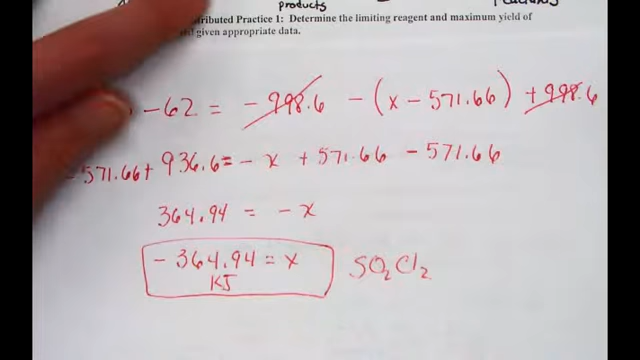 products
Practice 1: Determine the limiting reagent and maximum yield of
given appropriate data.
-62 = -998.6 - (x - 571.66) + 998.6
-571.66 + 936.6 = -x + 571.66 - 571.66
364.94 = -x
-364.94 = x SO2Cl2
KJ